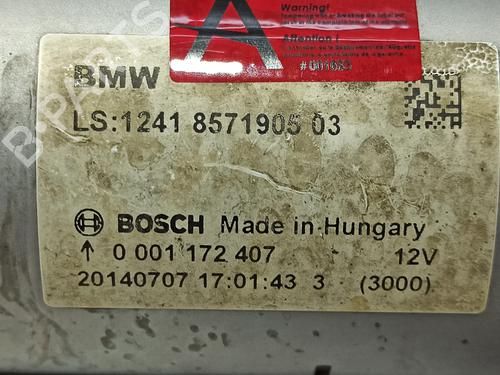 A
Warning!
Attention !
BMW
LS:1241 8571905 03
BOSCH Made in Hungary
0 001 172 407 12V
20140707 17:01:43 3 (3000)
B-PARTS